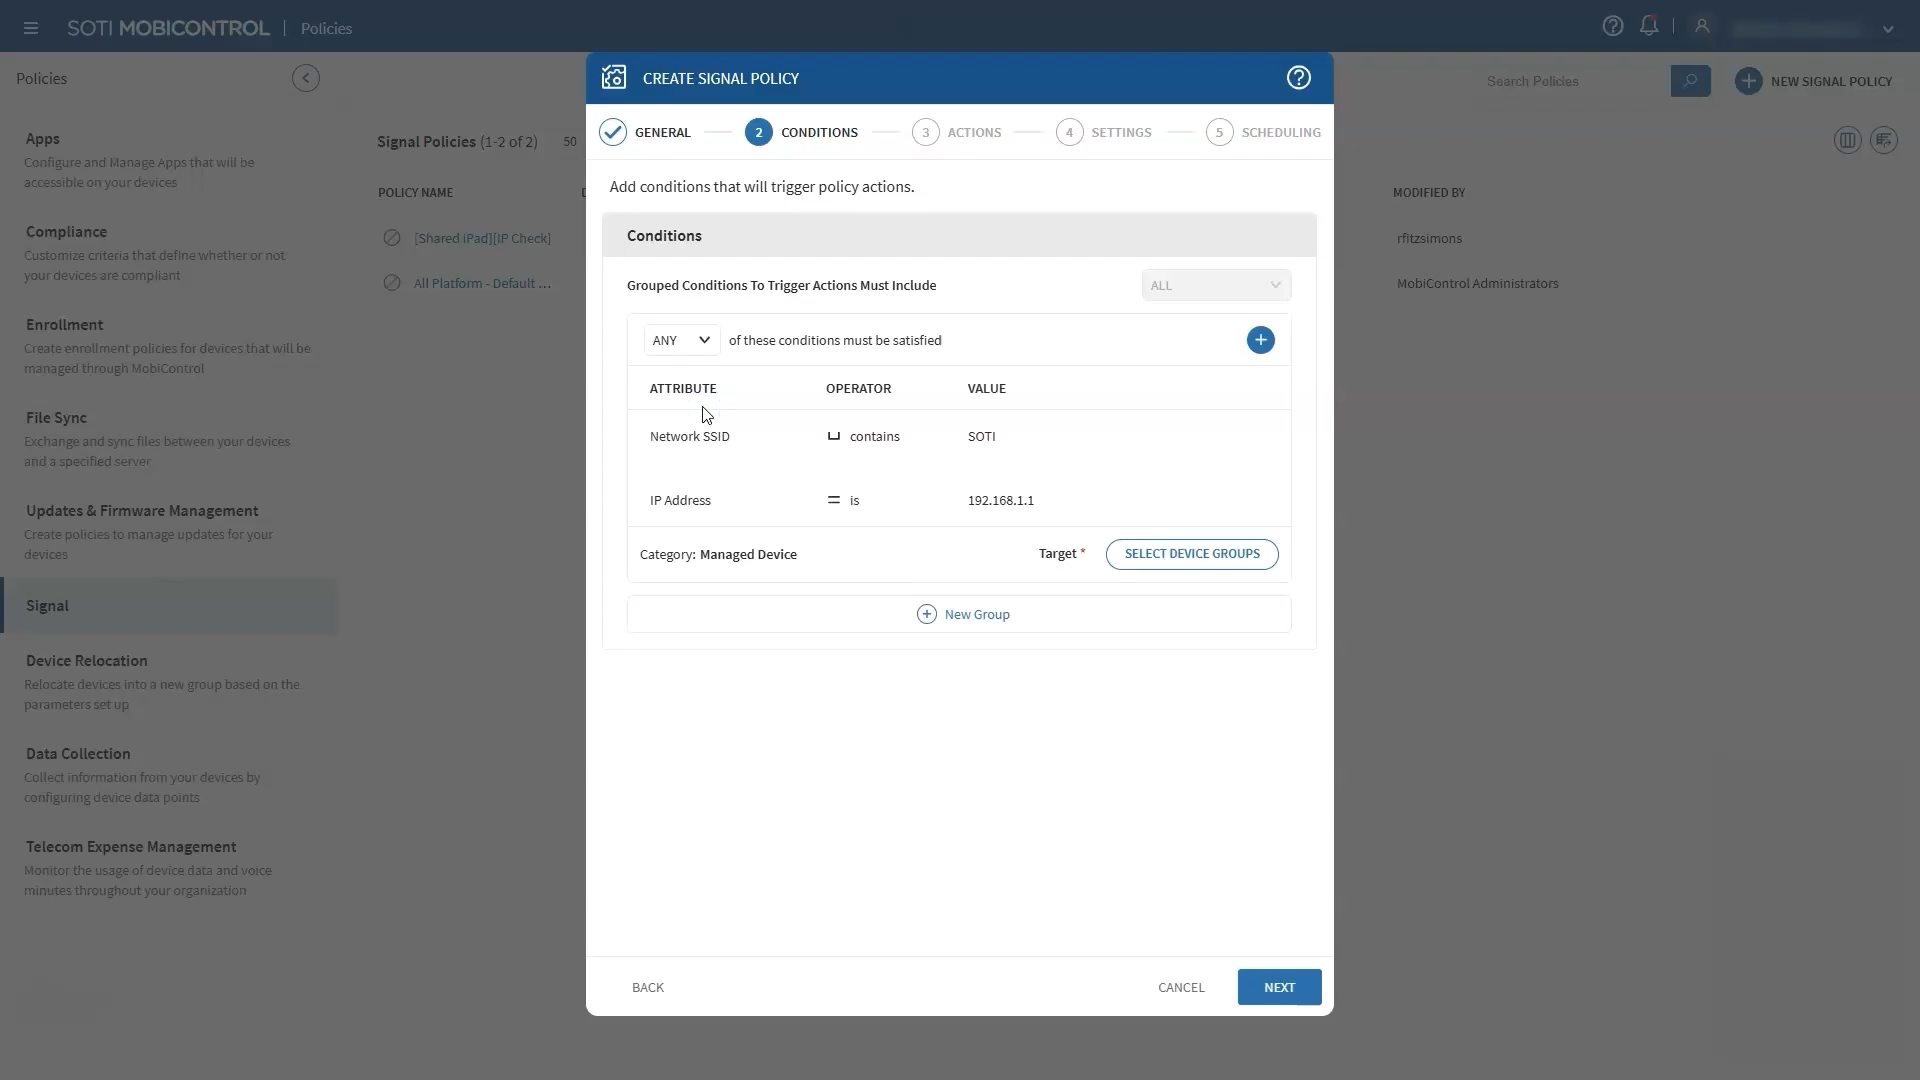 SOTI MOBICONTROL | Policies
Policies
Apps
Configure and Manage Apps that will be
accessible on your devices
Compliance
Customize criteria that define whether or not
your devices are compliant
Enrollment
Create enrollment policies for devices that will be
managed through MobiControl
File Sync
Exchange and sync files between your devices
and a specified server
Updates & Firmware Management
Create policies to manage updates for your
devices
Signal
Device Relocation
Relocate devices into a new group based on the
parameters set up
Data Collection
Collect information from your devices by
configuring device data points
Telecom Expense Management
Monitor the usage of device data and voice
minutes throughout your organization
Signal Policies (1-2 of 2) 50
POLICY NAME
[Shared iPad][IP Check]
All Platform - Default ...
CREATE SIGNAL POLICY
GENERAL
2 CONDITIONS
3 ACTIONS
4 SETTINGS
5 SCHEDULING
Add conditions that will trigger policy actions.
Conditions
Grouped Conditions To Trigger Actions Must Include ALL
ANY of these conditions must be satisfied
ATTRIBUTE OPERATOR VALUE
Network SSID contains SOTI
IP Address = is 192.168.1.1
Category: Managed Device Target * SELECT DEVICE GROUPS
New Group
BACK CANCEL NEXT
Search Policies
NEW SIGNAL POLICY
MODIFIED BY
rfitzsimons
MobiControl Administrators